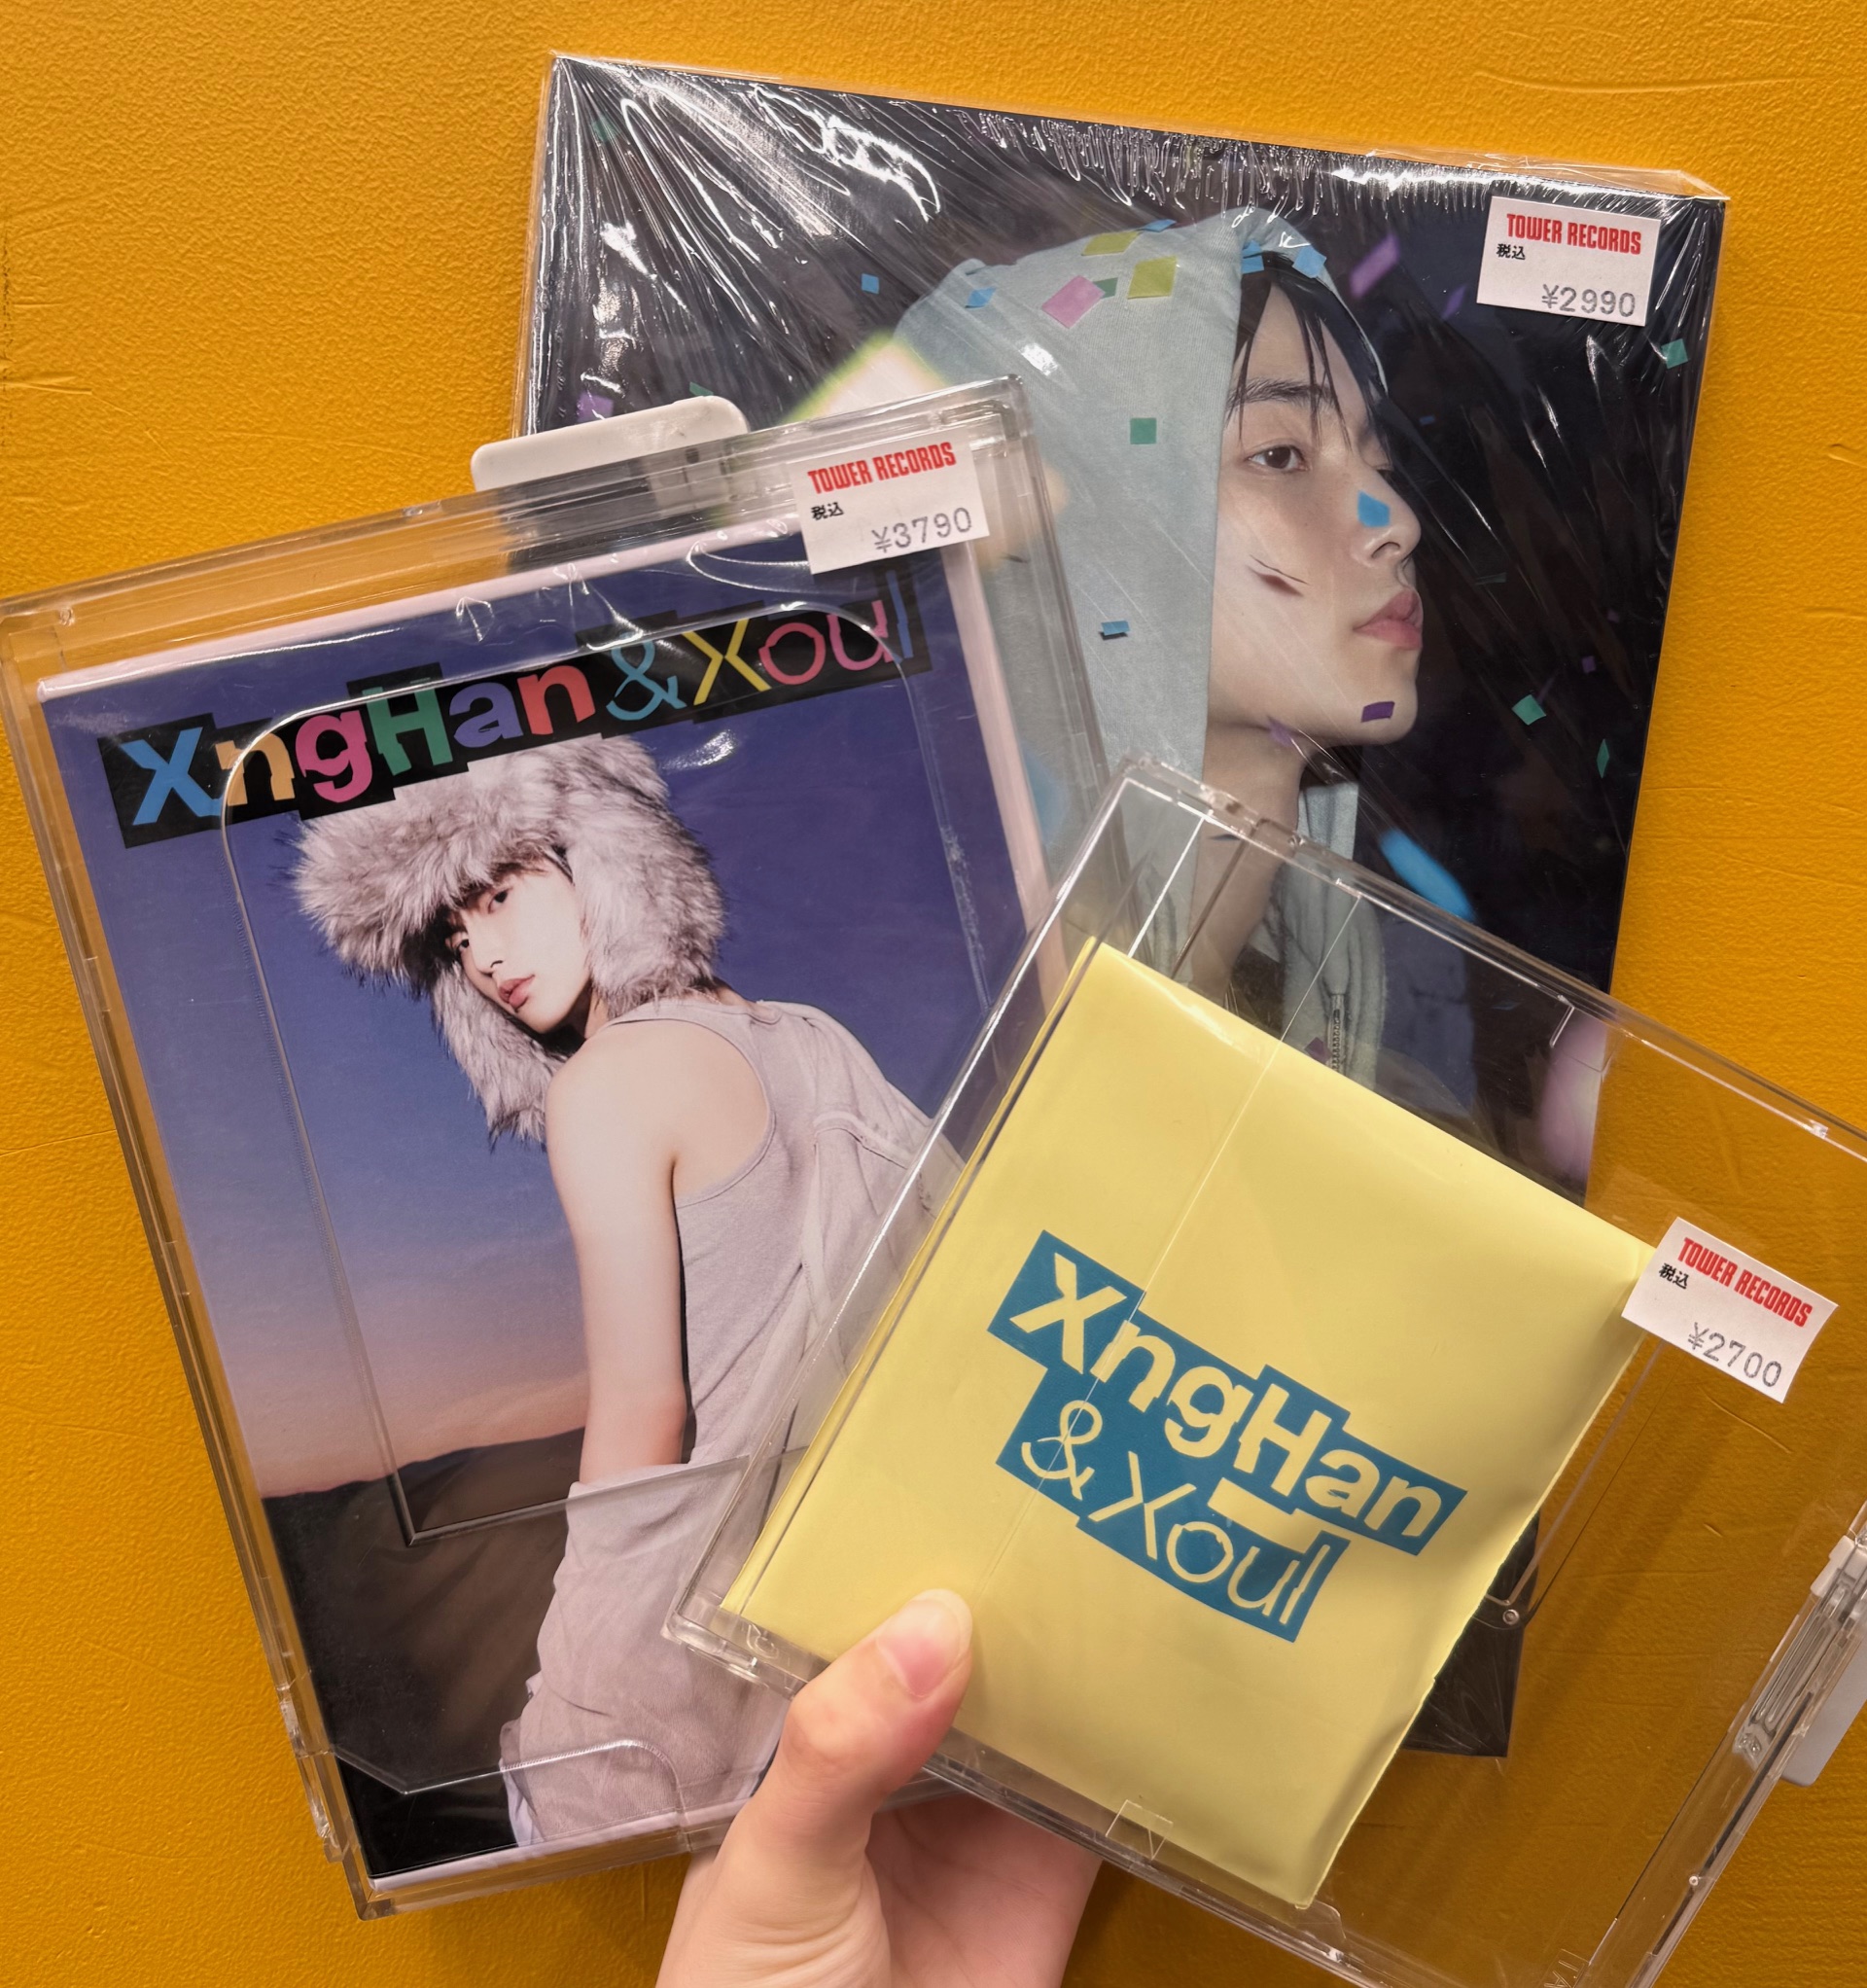 TOWER RECORDS
税込
¥2990
TOWER RECORDS
税込
¥3790
XngHan & Xoul
TOWER RECORDS
税込
¥2700
XngHan
& Xoul